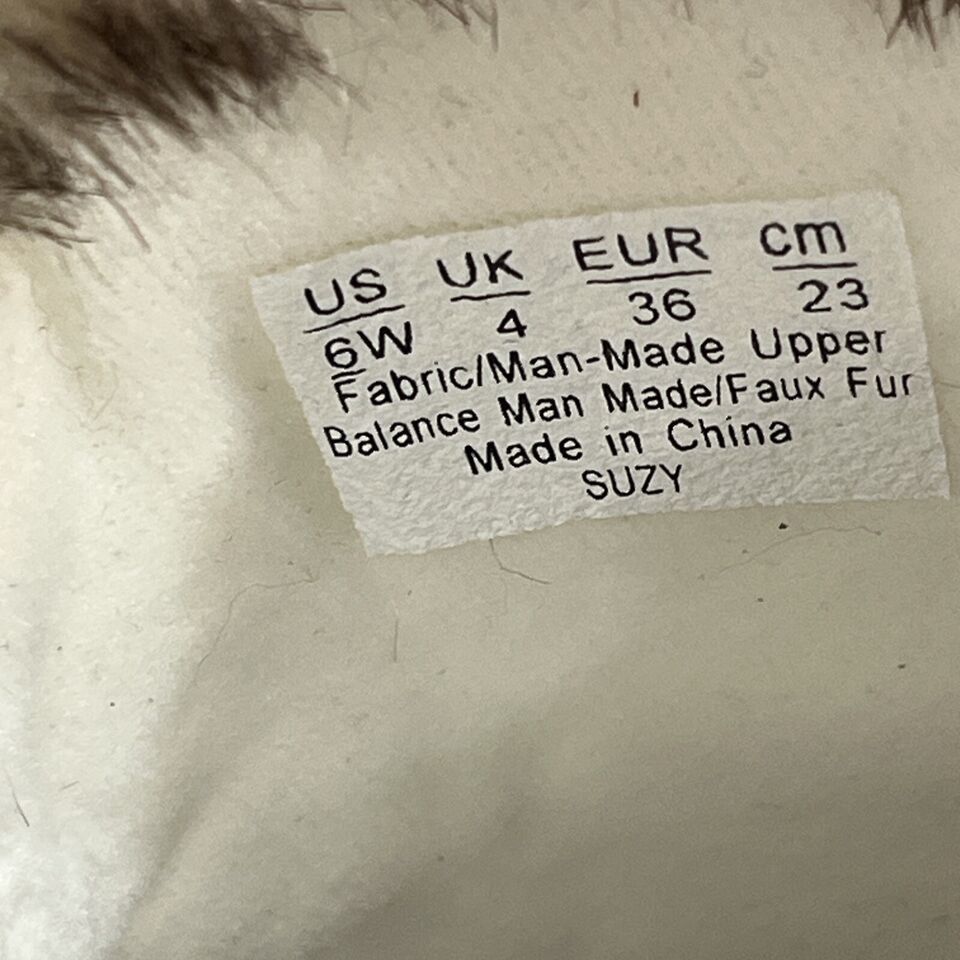 US UK EUR cm
6W 4 36 23
Fabric/Man-Made Upper
Balance Man Made/Faux Fur
Made in China
SUZY